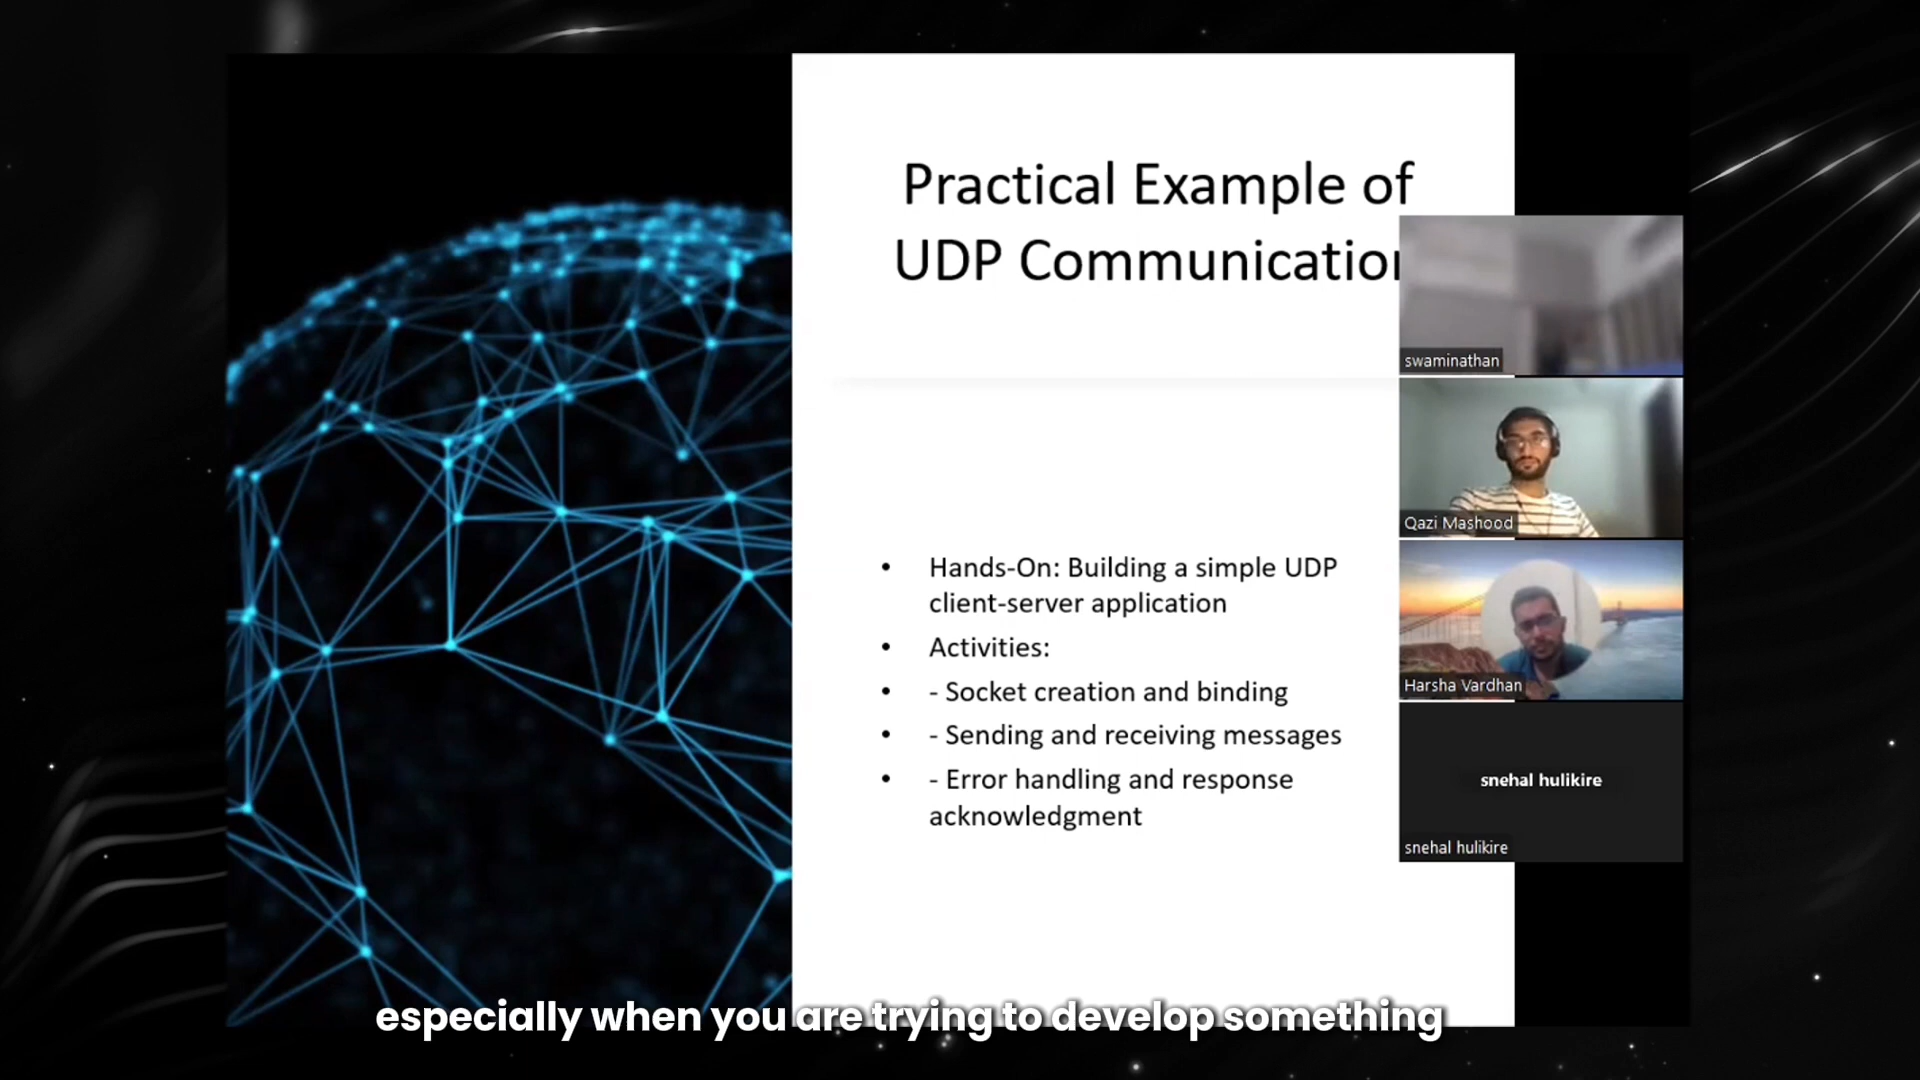 Practical Example of
UDP Communication
Hands-On: Building a simple UDP
client-server application
Activities:
- Socket creation and binding
- Sending and receiving messages
- Error handling and response
acknowledgment
swaminathan
Qazi Mashood
Harsha Vardhan
snehal hulikire
snehal hulikire
especially when you are trying to develop something